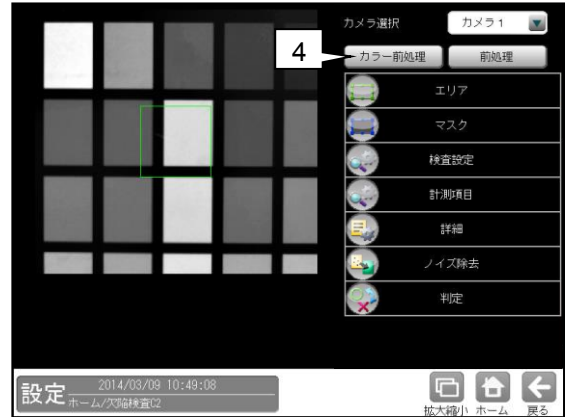 カメラ選択 カメラ1
4
カラー前処理 前処理
エリア
マスク
検査設定
計測項目
詳細
ノイズ除去
判定
設定 2014/03/09 10:49:08
ホーム/欠陥検査C2
拡大縮小 ホーム 戻る